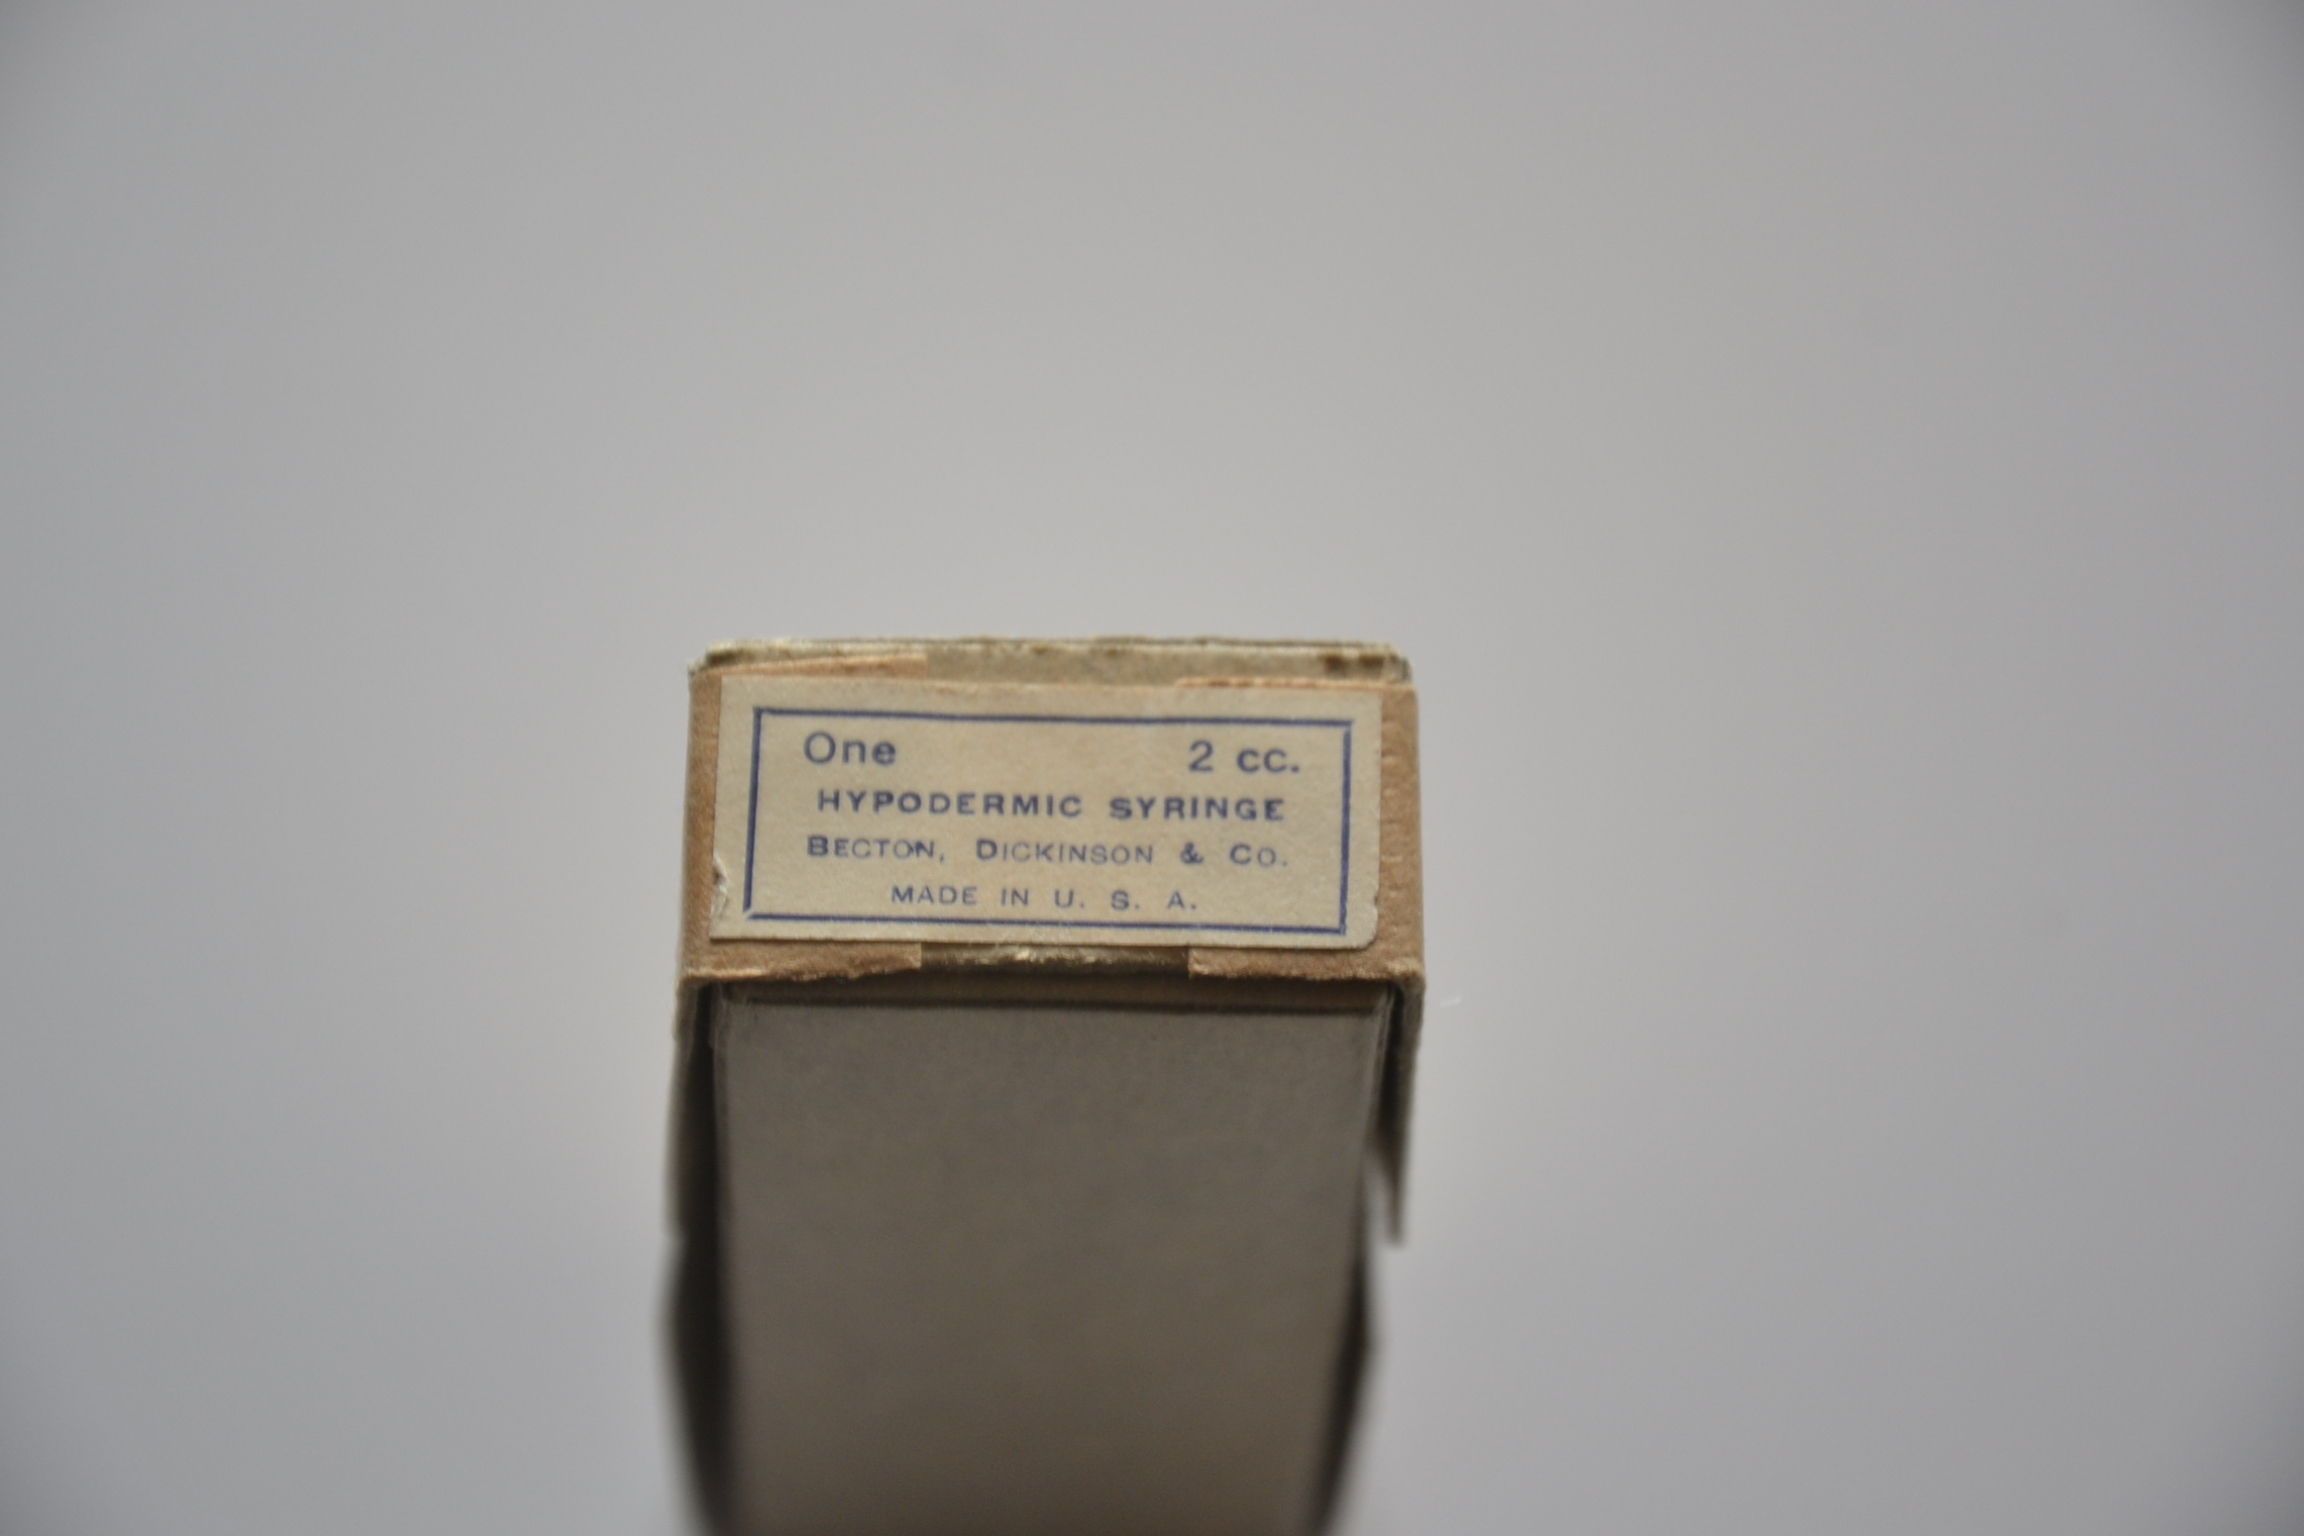 One 2 cc.
HYPODERMIC SYRINGE
BECTON, DICKINSON & CO.
MADE IN U. S. A.